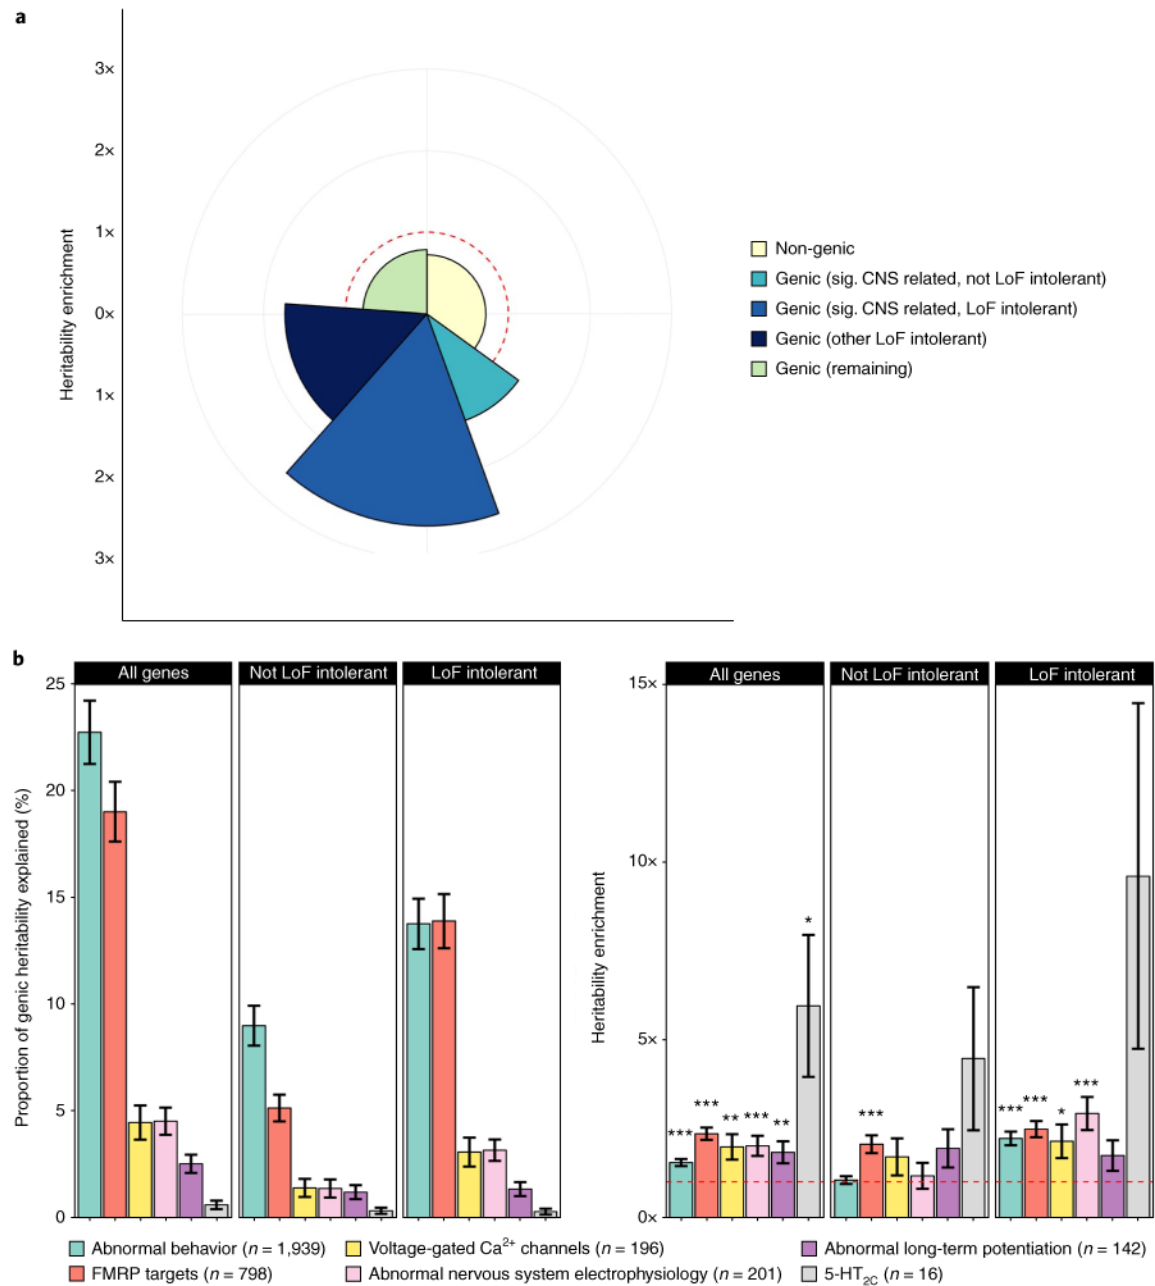 a
3×
2×
1×
0×
1×
2×
3×
Heritability enrichment
Non-genic
Genic (sig. CNS related, not LoF intolerant)
Genic (sig. CNS related, LoF intolerant)
Genic (other LoF intolerant)
Genic (remaining)
b
All genes
Not LoF intolerant
LoF intolerant
25
20
15
10
5
0
Proportion of genic heritability explained (%)
All genes
Not LoF intolerant
LoF intolerant
15×
10×
5×
0×
Heritability enrichment
*** *** ** *** ** *
***
*** *** * ***
Abnormal behavior (n = 1,939)
Voltage-gated Ca²⁺ channels (n = 196)
Abnormal long-term potentiation (n = 142)
FMRP targets (n = 798)
Abnormal nervous system electrophysiology (n = 201)
5-HT₂C (n = 16)